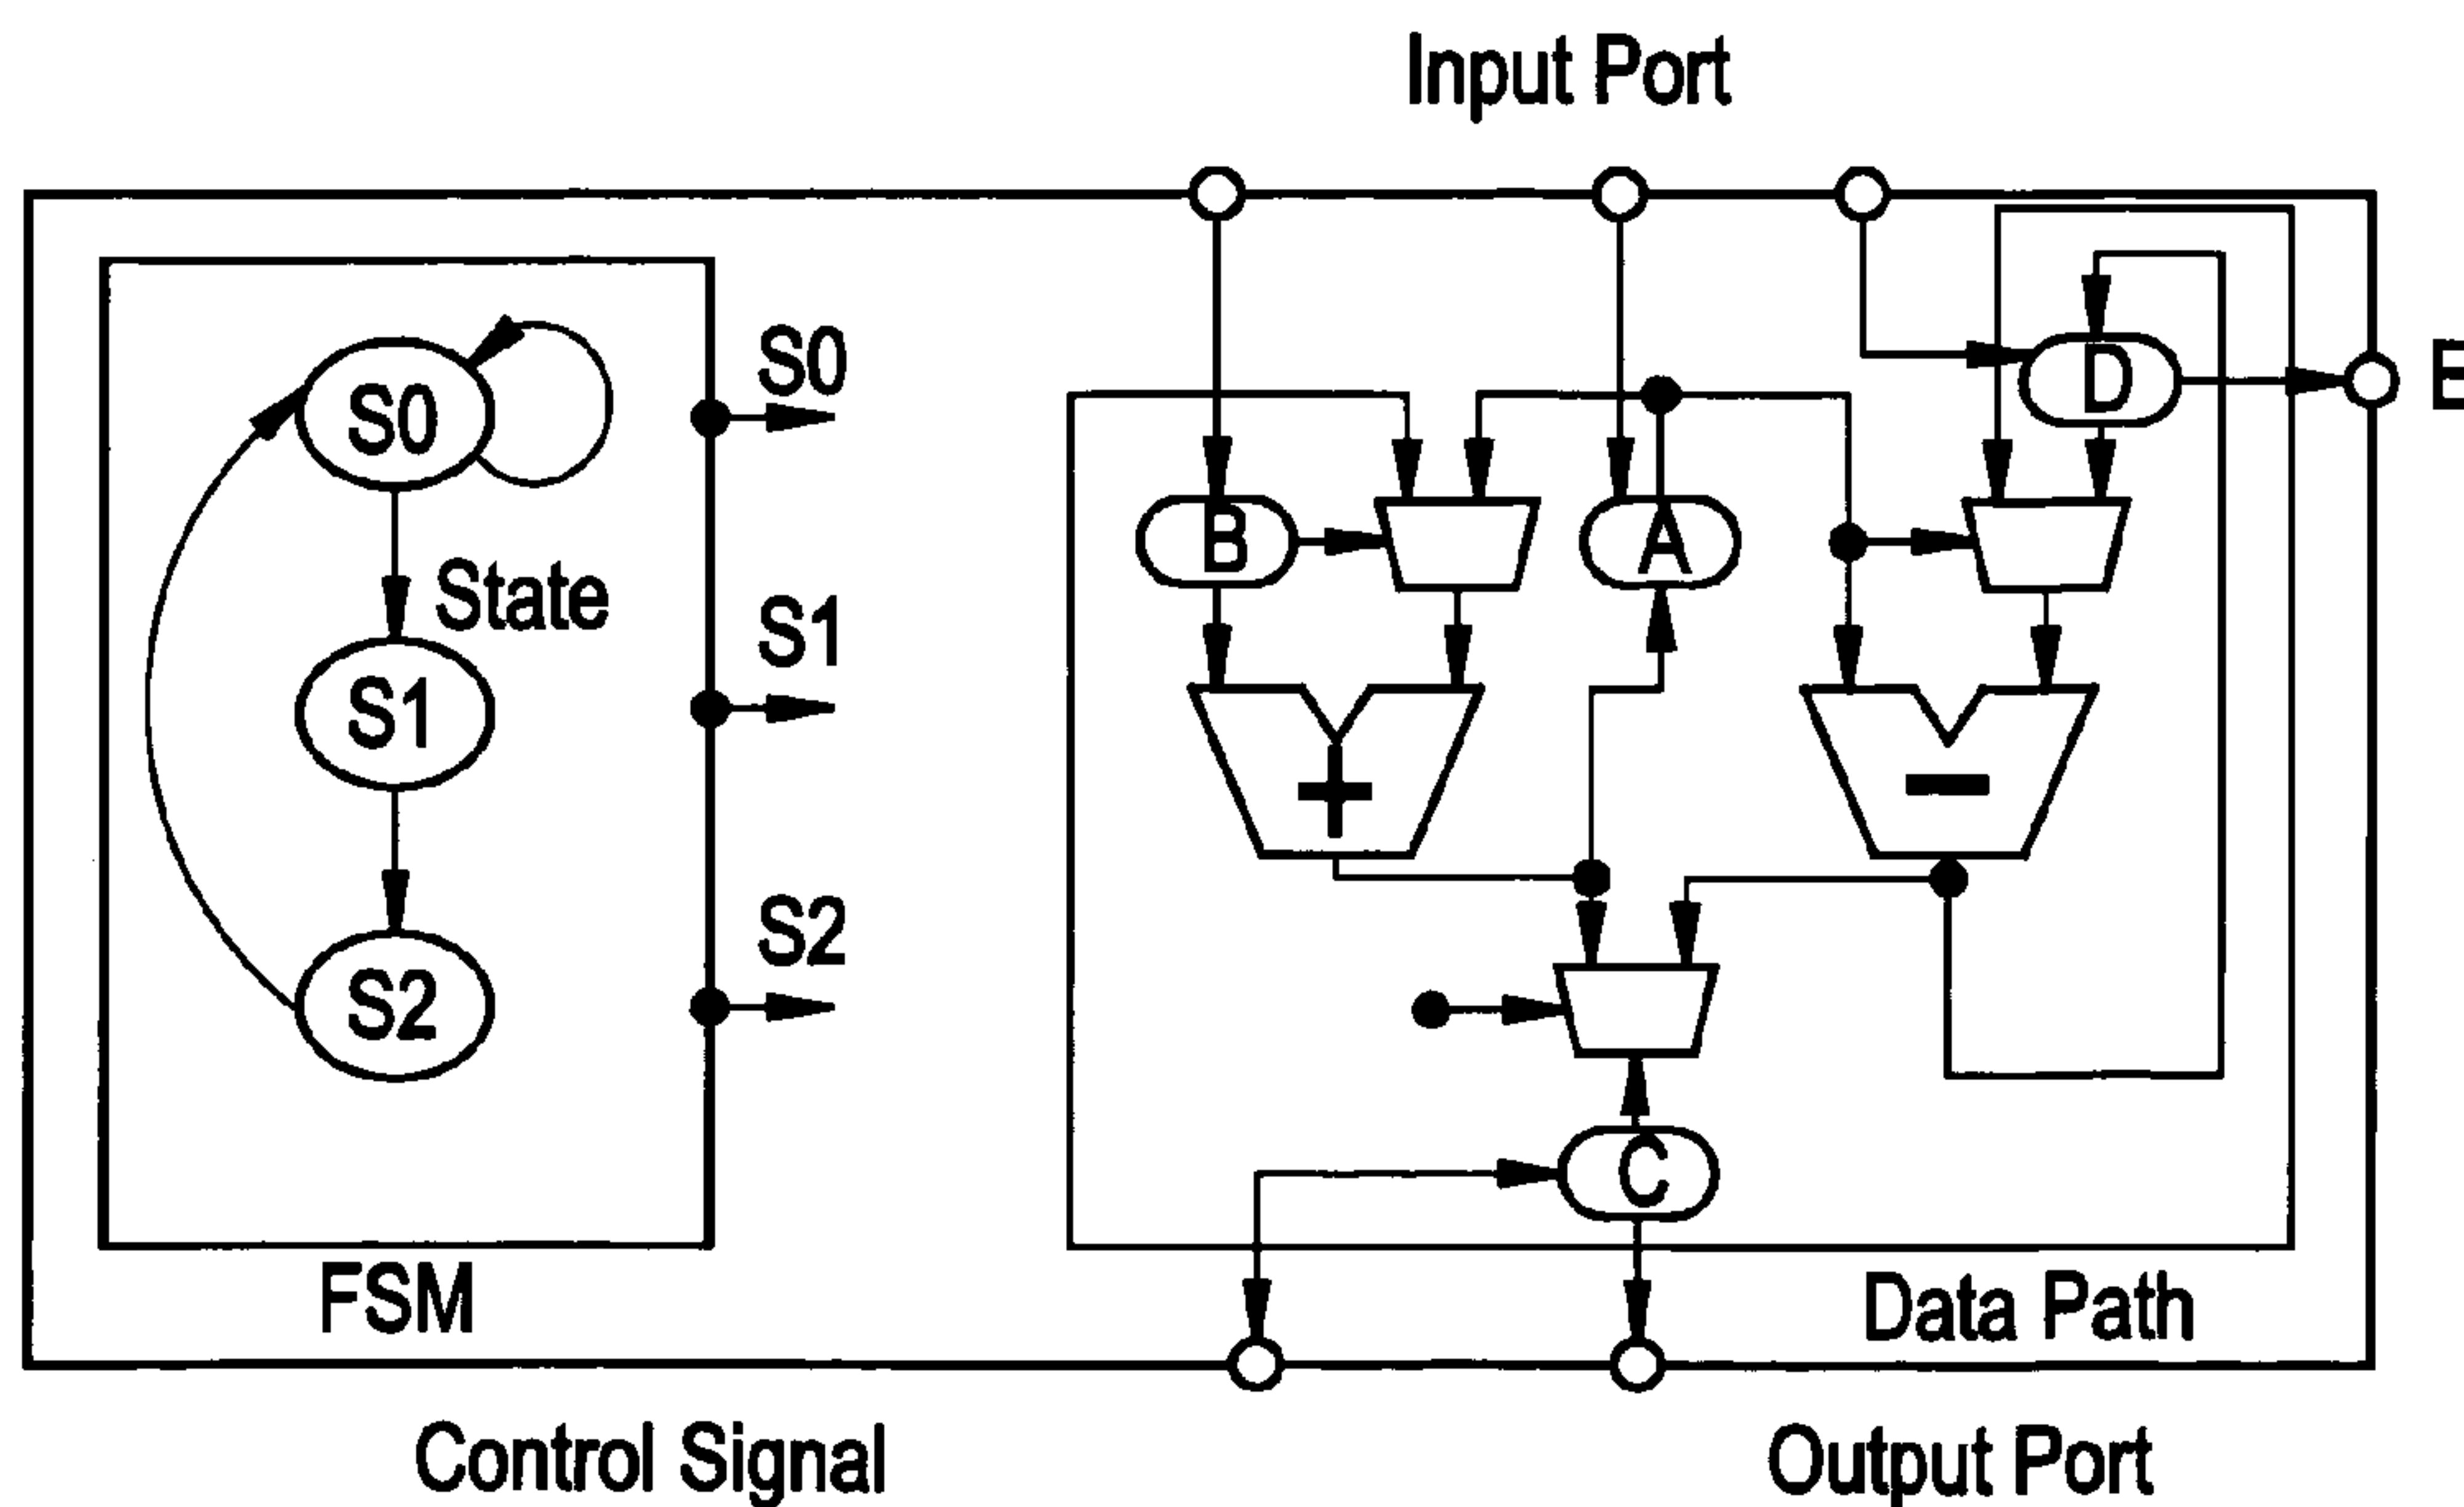 Input Port
S0
S0
State
S1
S1
S2
S2
FSM
B
A
D
E
+
−
C
Data Path
Control Signal
Output Port